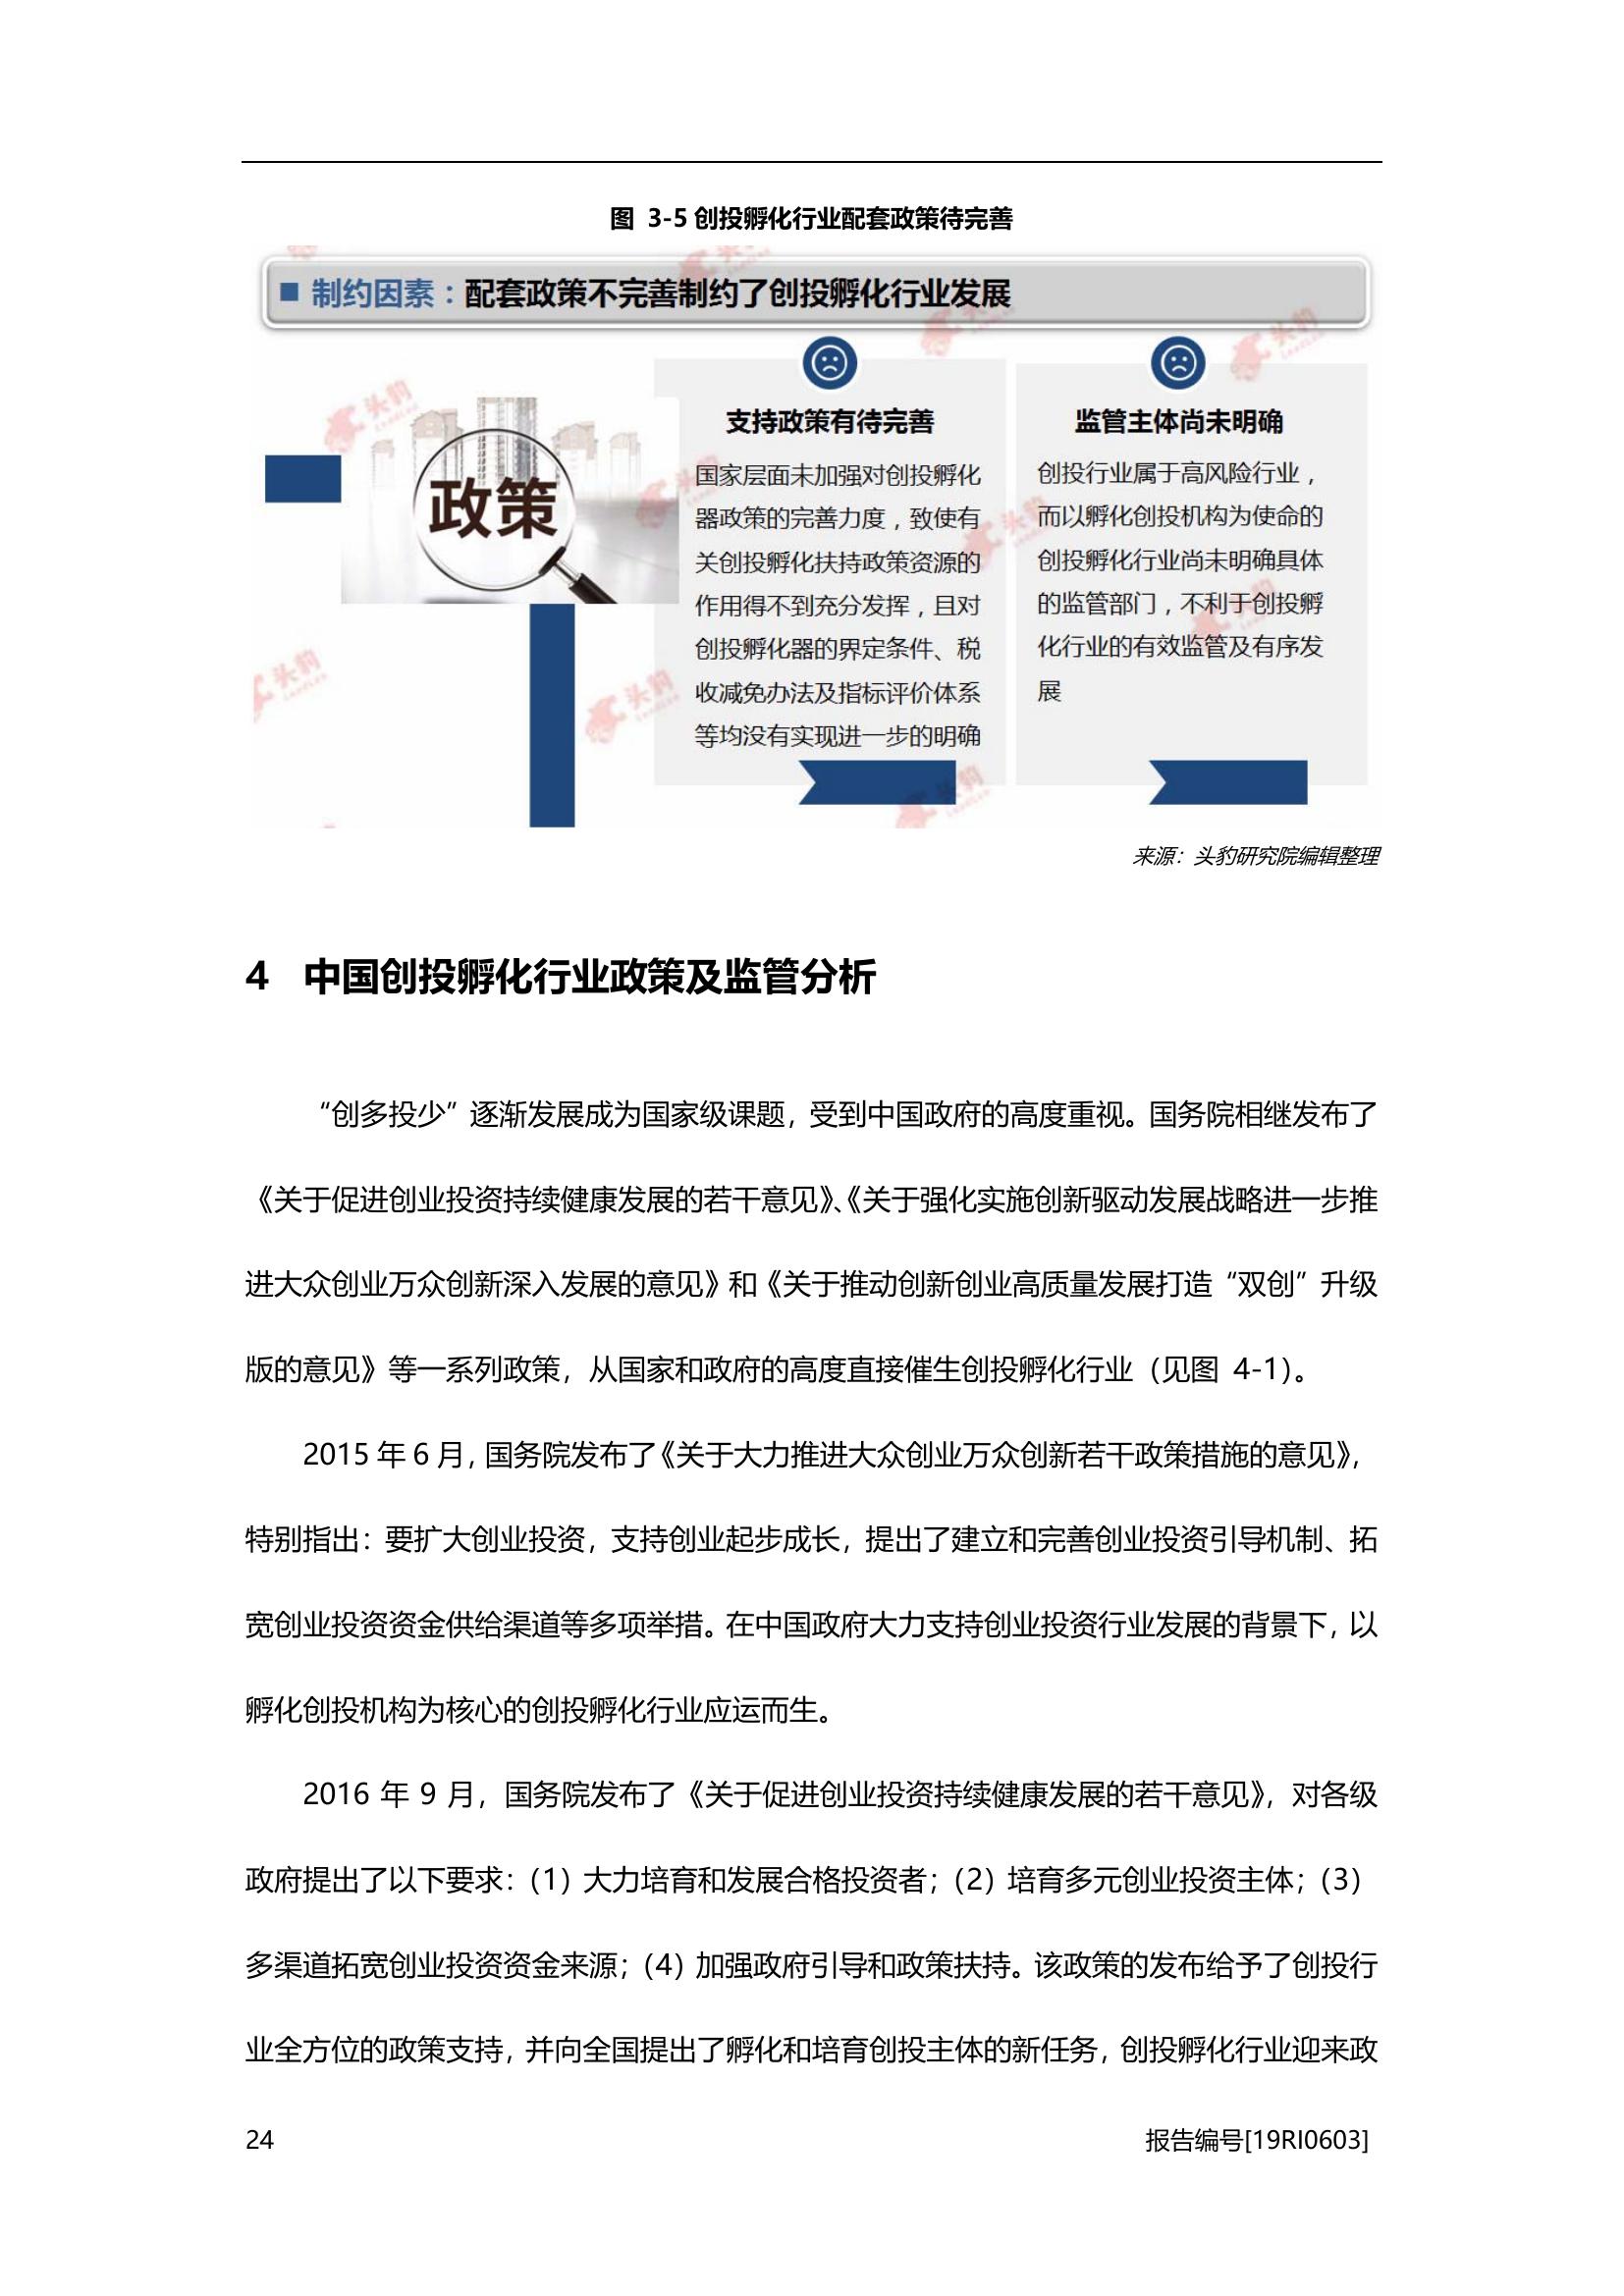 图 3-5 创投孵化行业配套政策待完善
■ 制约因素：配套政策不完善制约了创投孵化行业发展
政策
支持政策有待完善
国家层面未加强对创投孵化
器政策的完善力度，致使有
关创投孵化扶持政策资源的
作用得不到充分发挥，且对
创投孵化器的界定条件、税
收减免办法及指标评价体系
等均没有实现进一步的明确
监管主体尚未明确
创投行业属于高风险行业，
而以孵化创投机构为使命的
创投孵化行业尚未明确具体
的监管部门，不利于创投孵
化行业的有效监管及有序发
展
头豹
LeadLeo
来源：头豹研究院编辑整理
4 中国创投孵化行业政策及监管分析
“创多投少”逐渐发展成为国家级课题，受到中国政府的高度重视。国务院相继发布了
《关于促进创业投资持续健康发展的若干意见》、《关于强化实施创新驱动发展战略进一步推
进大众创业万众创新深入发展的意见》和《关于推动创新创业高质量发展打造“双创”升级
版的意见》等一系列政策，从国家和政府的高度直接催生创投孵化行业（见图 4-1）。
2015 年 6 月，国务院发布了《关于大力推进大众创业万众创新若干政策措施的意见》，
特别指出：要扩大创业投资，支持创业起步成长，提出了建立和完善创业投资引导机制、拓
宽创业投资资金供给渠道等多项举措。在中国政府大力支持创业投资行业发展的背景下，以
孵化创投机构为核心的创投孵化行业应运而生。
2016 年 9 月，国务院发布了《关于促进创业投资持续健康发展的若干意见》，对各级
政府提出了以下要求：（1）大力培育和发展合格投资者；（2）培育多元创业投资主体；（3）
多渠道拓宽创业投资资金来源；（4）加强政府引导和政策扶持。该政策的发布给予了创投行
业全方位的政策支持，并向全国提出了孵化和培育创投主体的新任务，创投孵化行业迎来政
24
报告编号[19RI0603]